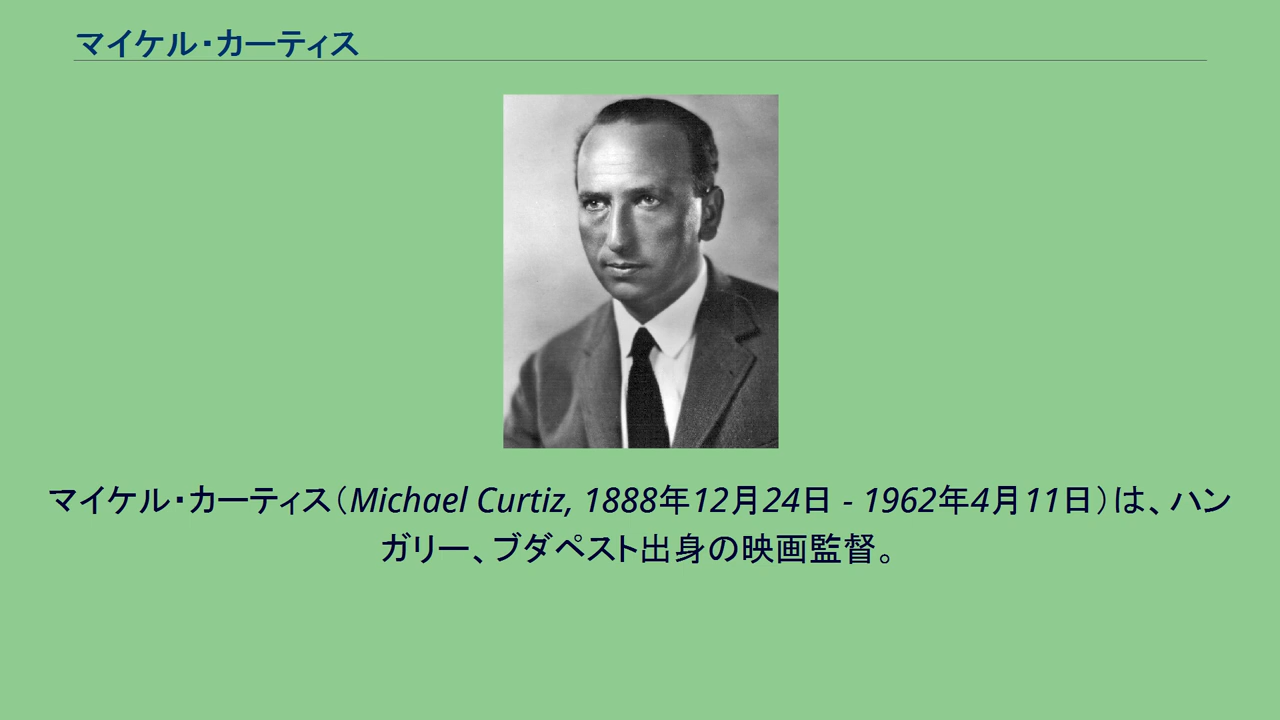 マイケル・カーティス
マイケル・カーティス（Michael Curtiz, 1888年12月24日 - 1962年4月11日）は、ハン
ガリー、ブダペスト出身の映画監督。